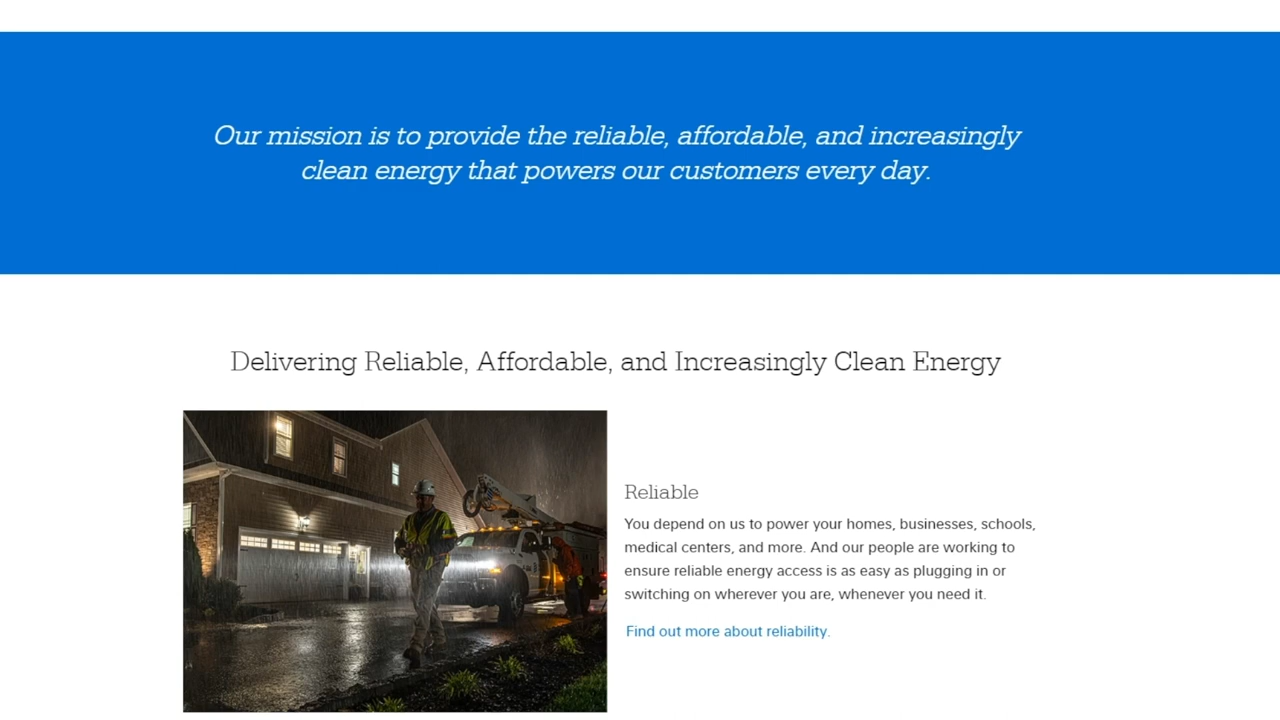 Our mission is to provide the reliable, affordable, and increasingly
clean energy that powers our customers every day.
Delivering Reliable, Affordable, and Increasingly Clean Energy
Reliable
You depend on us to power your homes, businesses, schools,
medical centers, and more. And our people are working to
ensure reliable energy access is as easy as plugging in or
switching on wherever you are, whenever you need it.
Find out more about reliability.